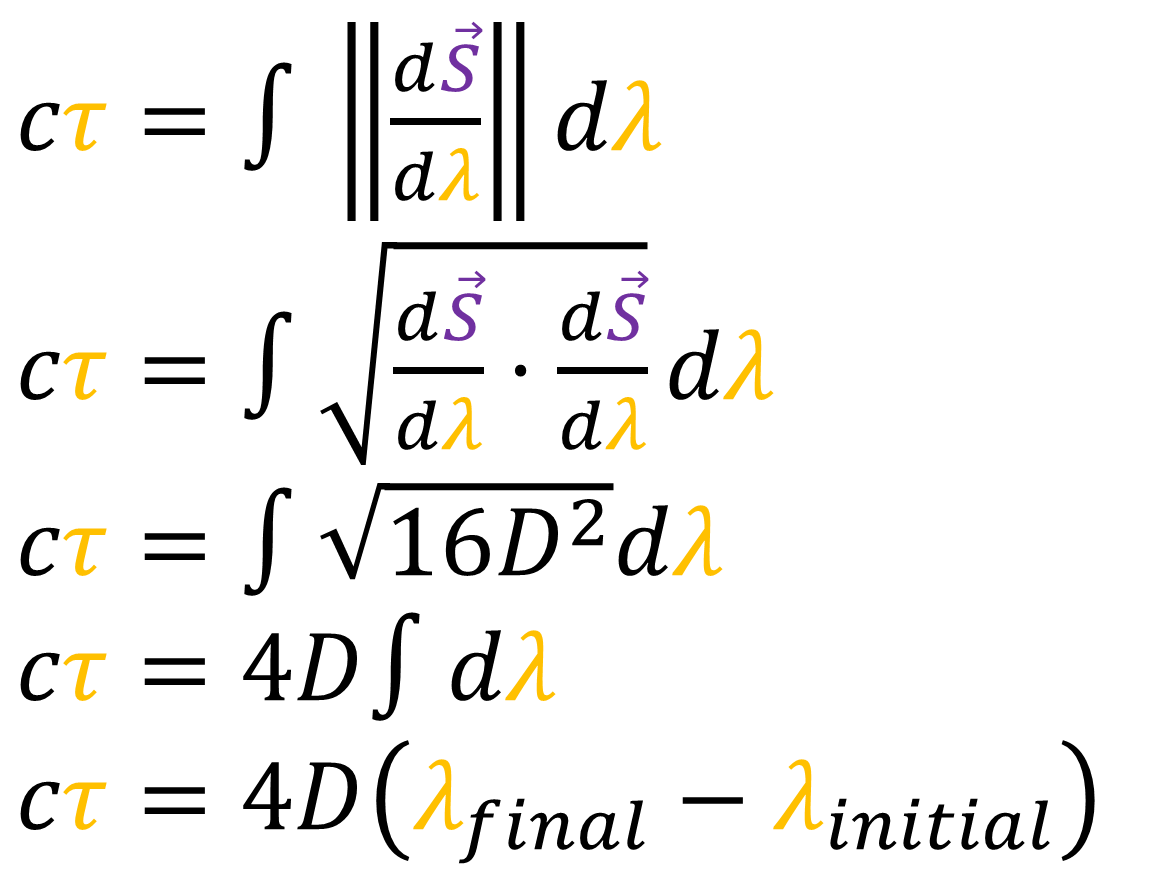 cτ = ∫ ‖dS⃗/dλ‖ dλ
cτ = ∫ √(dS⃗/dλ · dS⃗/dλ) dλ
cτ = ∫ √(16D²) dλ
cτ = 4D∫ dλ
cτ = 4D(λ_final − λ_initial)